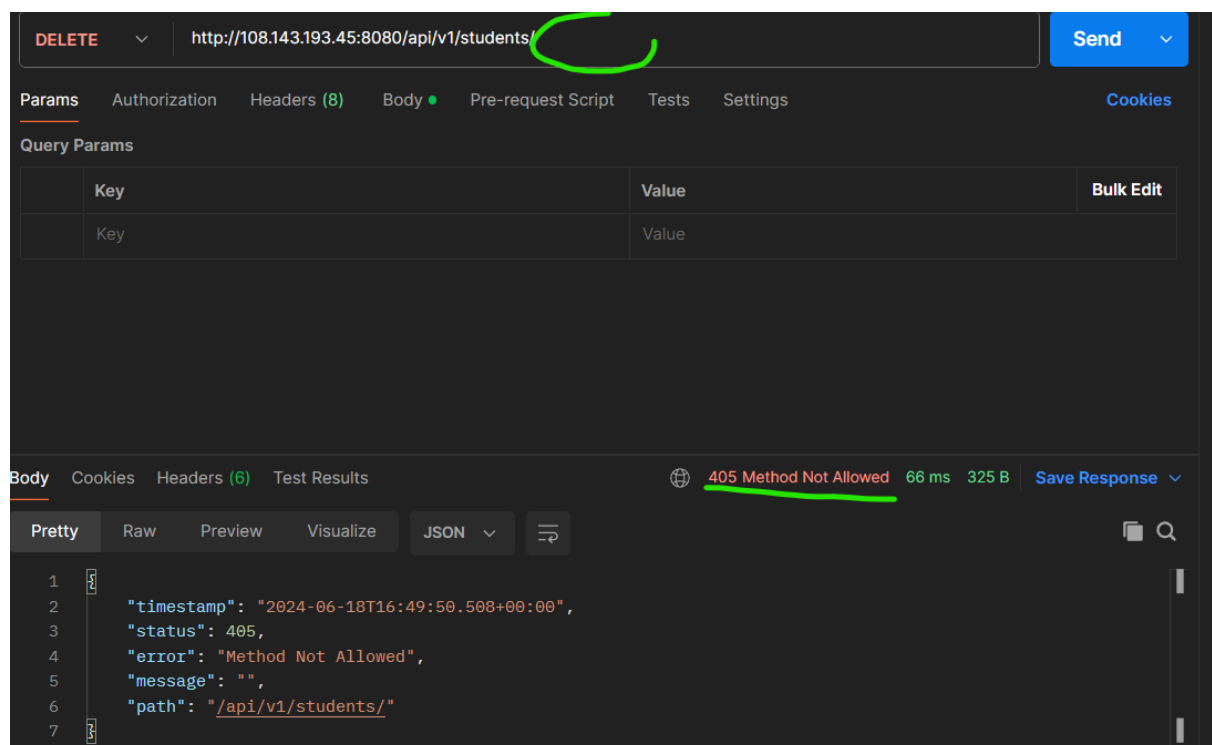 DELETE http://108.143.193.45:8080/api/v1/students/ Send
Params Authorization Headers (8) Body Pre-request Script Tests Settings Cookies
Query Params
Key Value Bulk Edit
Key Value
Body Cookies Headers (6) Test Results 405 Method Not Allowed 66 ms 325 B Save Response
Pretty Raw Preview Visualize JSON
1 {
2 "timestamp": "2024-06-18T16:49:50.508+00:00",
3 "status": 405,
4 "error": "Method Not Allowed",
5 "message": "",
6 "path": "/api/v1/students/"
7 }